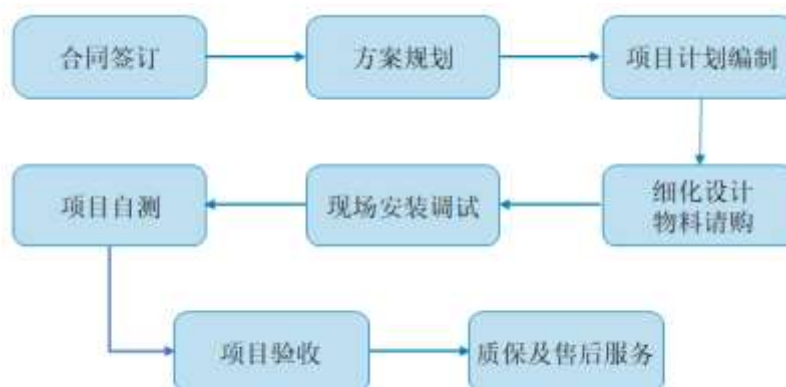 合同签订
方案规划
项目计划编制
细化设计
物料请购
现场安装调试
项目自测
项目验收
质保及售后服务